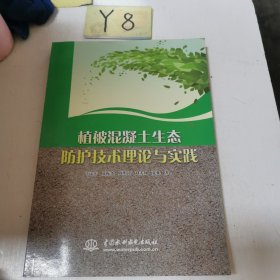 Y8
植被混凝土生态
防护技术理论与实践
中国水利水电出版社